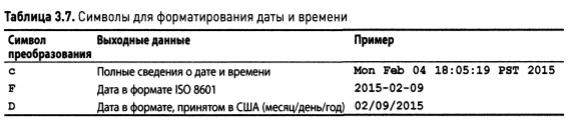 Таблица 3.7. Символы для форматирования даты и времени
Символ преобразования Выходные данные Пример
c Полные сведения о дате и времени Mon Feb 04 18:05:19 PST 2015
F Дата в формате ISO 8601 2015-02-09
D Дата в формате, принятом в США (месяц/день/год) 02/09/2015